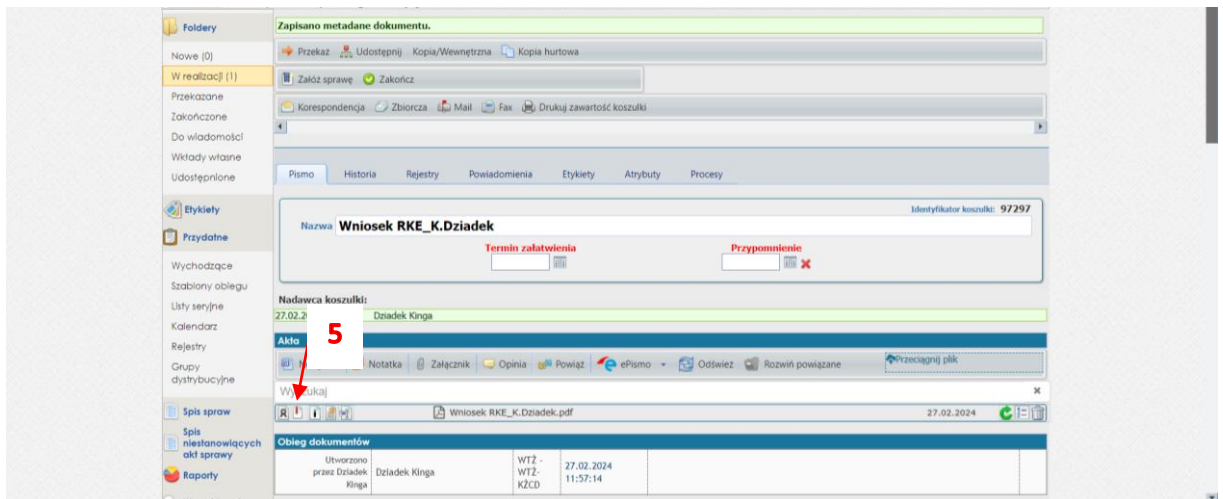 Foldery
Nowe (0)
W realizacji (1)
Przekazane
Zakończone
Do wiadomości
Wkłady własne
Udostępnione
Etykiety
Przydatne
Wychodzące
Szablony obiegu
Listy seryjne
Kalendarz
Rejestry
Grupy
dystrybucyjne
Spis spraw
Spis
niestanowiących
akt sprawy
Raporty
Zapisano metadane dokumentu.
Przekaż Udostępnij Kopia/Wewnętrzna Kopia hurtowa
Załóż sprawę Zakończ
Korespondencja Zbiorcza Mail Fax Drukuj zawartość koszulki
Pismo Historia Rejestry Powiadomienia Etykiety Atrybuty Procesy
Identyfikator koszulki: 97297
Nazwa Wniosek RKE_K.Dziadek
Termin załatwienia Przypomnienie
Nadawca koszulki:
27.02.2 Dziadek Kinga
5
Akta
Notatka Załącznik Opinia Powiąż ePismo Odśwież Rozwiń powiązane Przeciągnij plik
Wniosek RKE_K.Dziadek.pdf 27.02.2024
Obieg dokumentów
Utworzono
przez Dziadek
Kinga
Dziadek Kinga
WTŻ -
WTŻ-
KŻCD
27.02.2024
11:57:14